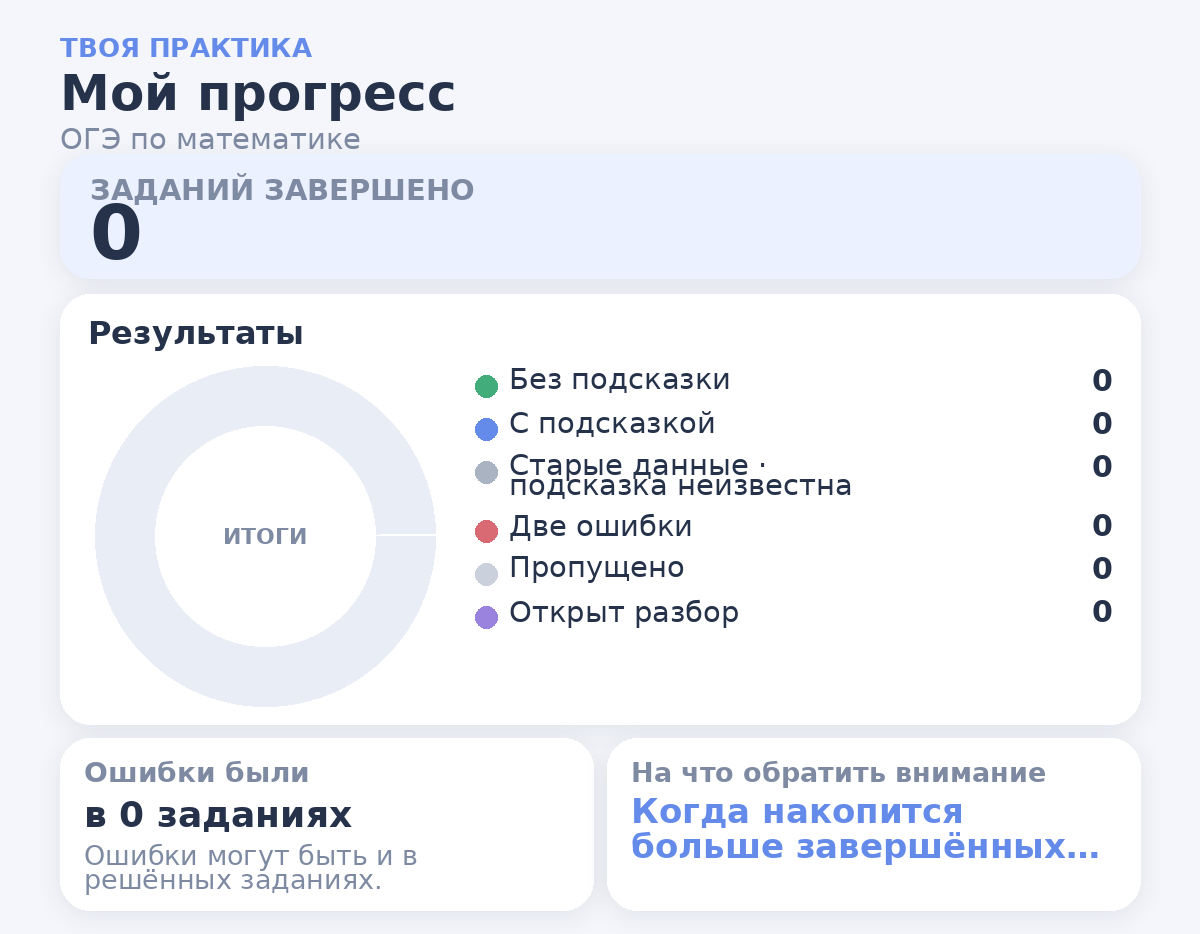 ТВОЯ ПРАКТИКА
Мой прогресс
ОГЭ по математике
ЗАДАНИЙ ЗАВЕРШЕНО
0
Результаты
ИТОГИ
Без подсказки 0
С подсказкой 0
Старые данные · 0
подсказка неизвестна
Две ошибки 0
Пропущено 0
Открыт разбор 0
Ошибки были
в 0 заданиях
Ошибки могут быть и в
решённых заданиях.
На что обратить внимание
Когда накопится
больше завершённых…